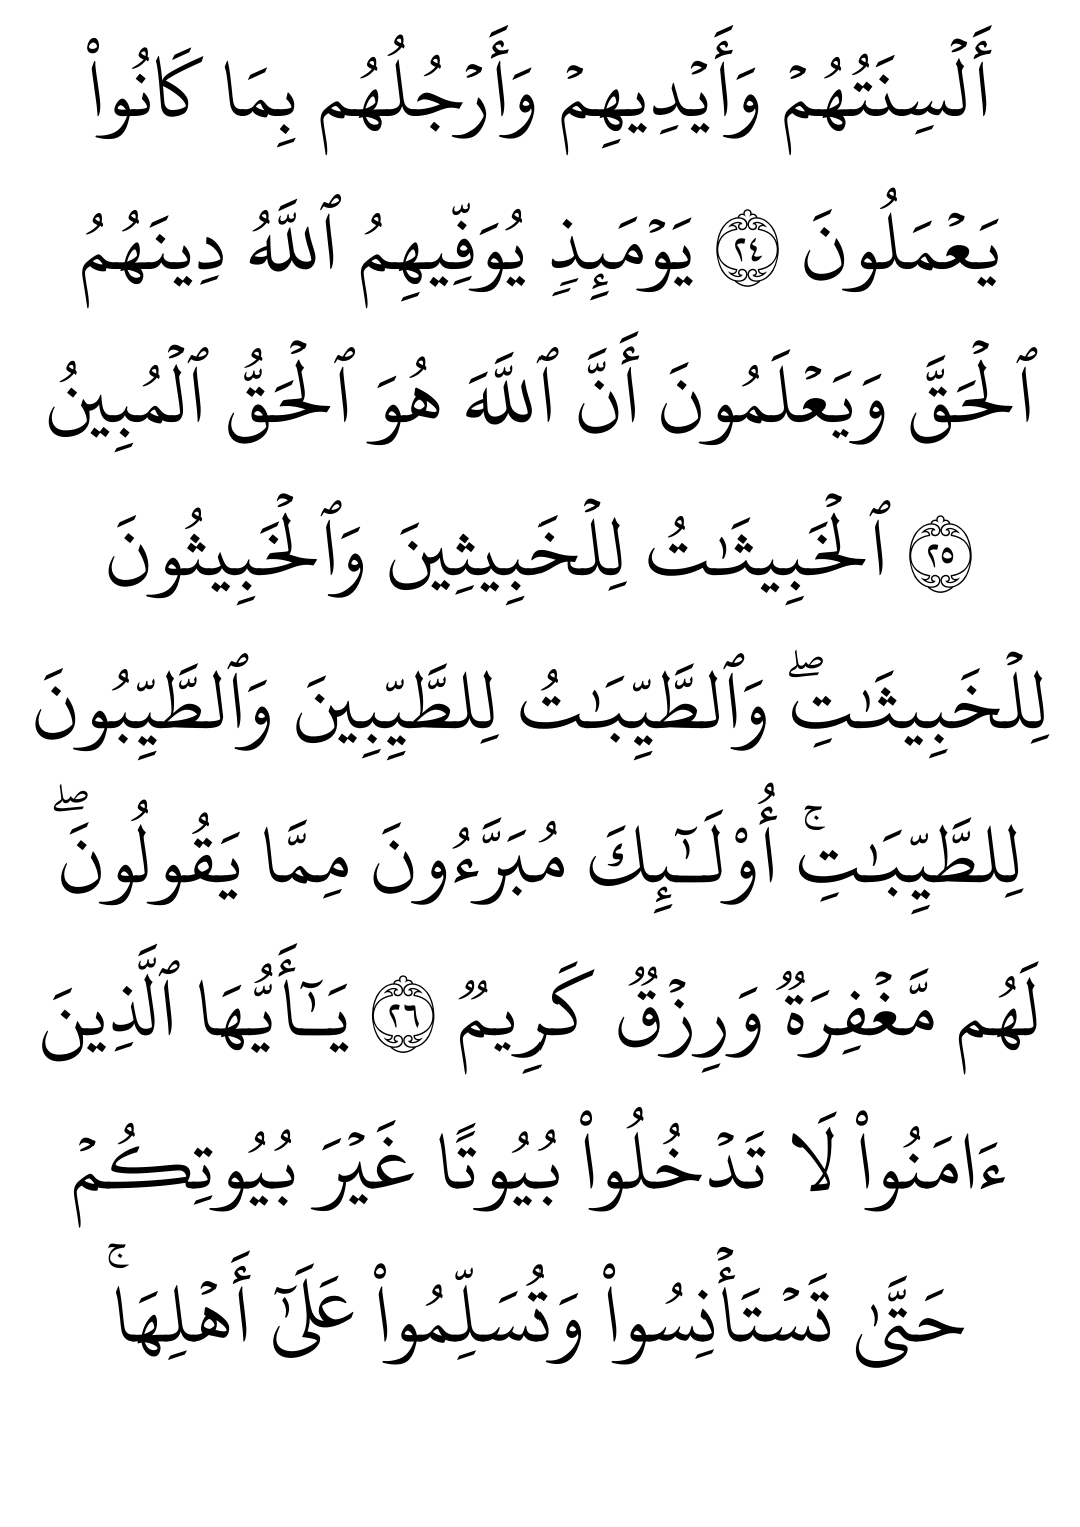 أَلۡسِنَتُهُمۡ وَأَيۡدِيهِمۡ وَأَرۡجُلُهُم بِمَا كَانُواْ
يَعۡمَلُونَ ٢٤ يَوۡمَئِذٖ يُوَفِّيهِمُ ٱللَّهُ دِينَهُمُ
ٱلۡحَقَّ وَيَعۡلَمُونَ أَنَّ ٱللَّهَ هُوَ ٱلۡحَقُّ ٱلۡمُبِينُ
٢٥ ٱلۡخَبِيثَٰتُ لِلۡخَبِيثِينَ وَٱلۡخَبِيثُونَ
لِلۡخَبِيثَٰتِۖ وَٱلطَّيِّبَٰتُ لِلطَّيِّبِينَ وَٱلطَّيِّبُونَ
لِلطَّيِّبَٰتِۚ أُوْلَٰٓئِكَ مُبَرَّءُونَ مِمَّا يَقُولُونَۖ
لَهُم مَّغۡفِرَةٞ وَرِزۡقٞ كَرِيمٞ ٢٦ يَٰٓأَيُّهَا ٱلَّذِينَ
ءَامَنُواْ لَا تَدۡخُلُواْ بُيُوتًا غَيۡرَ بُيُوتِكُمۡ
حَتَّىٰ تَسۡتَأۡنِسُواْ وَتُسَلِّمُواْ عَلَىٰٓ أَهۡلِهَاۚ